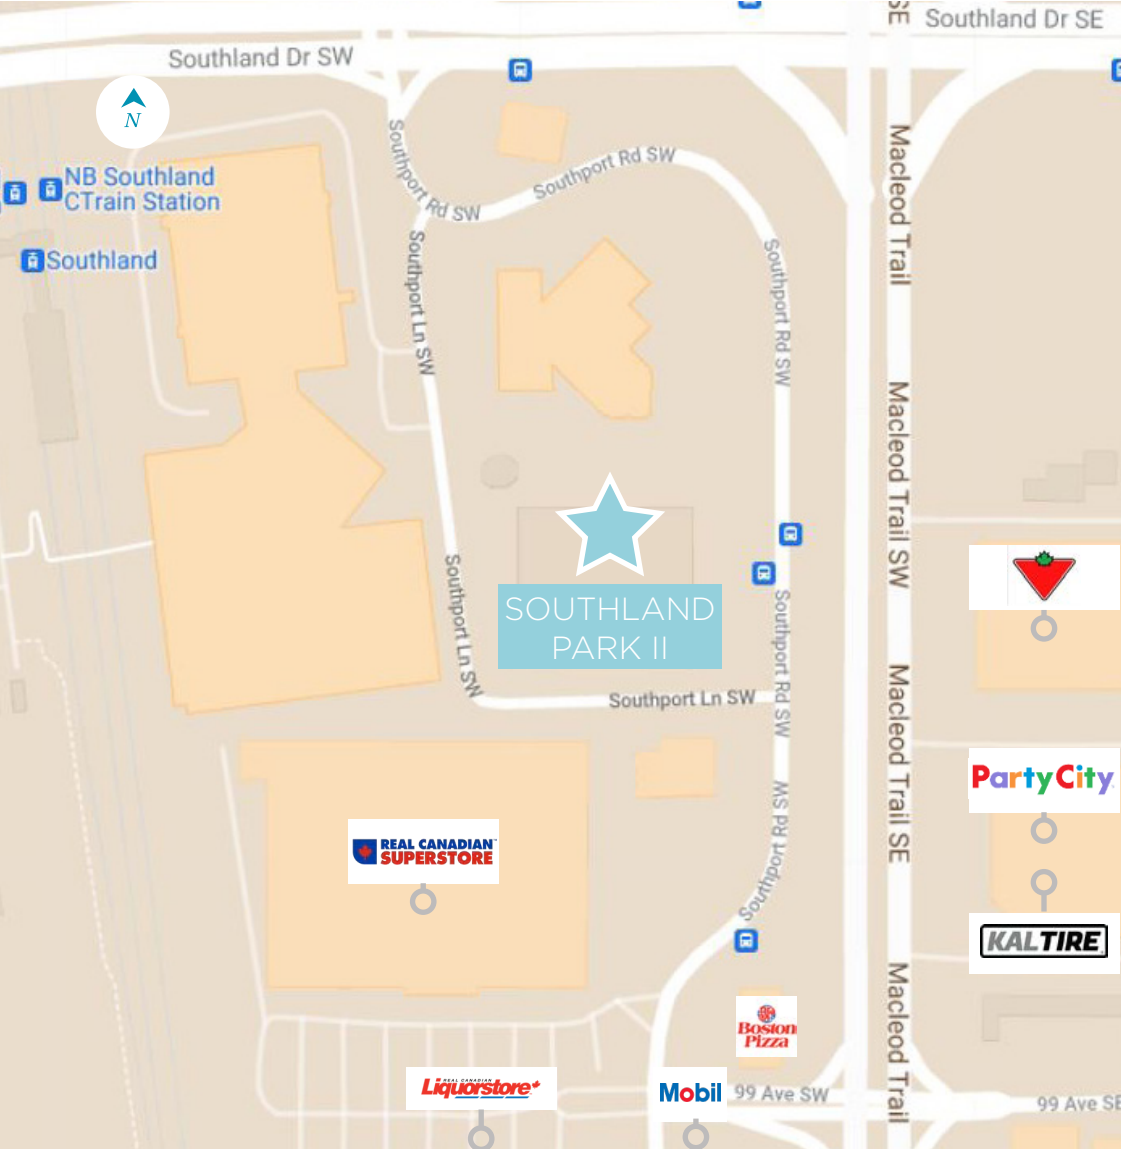 SE
Southland Dr SE
Southland Dr SW
N
NB Southland
CTrain Station
Southland
Southport Rd SW
Southport Rd SW
Macleod Trail
Southport Ln SW
Southport Rd SW
Macleod Trail SW
SOUTHLAND
PARK II
Southport Ln SW
Southport Ln SW
Southport Rd SW
Macleod Trail SE
PartyCity
REAL CANADIAN
SUPERSTORE
Southport Rd SW
KALTIRE
Macleod Trail
Boston
Pizza
REAL CANADIAN
Liquorstore
Mobil
99 Ave SW
99 Ave SE